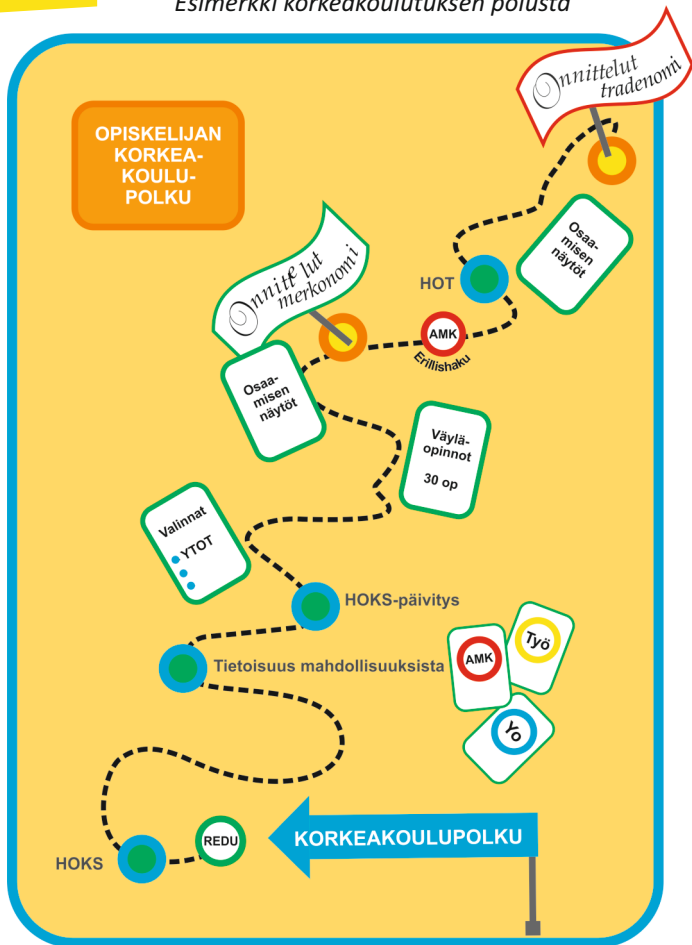 Esimerkki korkeakoulutuksen polusta
Onnittelut
tradenomi
OPISKELIJAN
KORKEA-
KOULU-
POLKU
Osaa-
misen
näytöt
HOT
Onnittelut
merkonomi
AMK
Erillishaku
Osaa-
misen
näytöt
Väylä-
opinnot
30 op
Valinnat
YTOT
HOKS-päivitys
Tietoisuus mahdollisuuksista
AMK
Työ
Yo
REDU
KORKEAKOULUPOLKU
HOKS